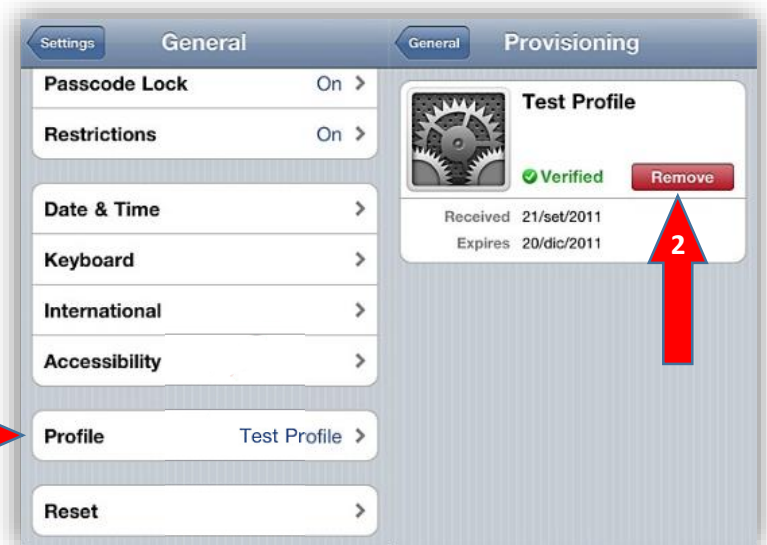 Settings General
Passcode Lock On
Restrictions On
Date & Time
Keyboard
International
Accessibility
Profile Test Profile
Reset
General Provisioning
Test Profile
Verified Remove
Received 21/set/2011
Expires 20/dic/2011
2